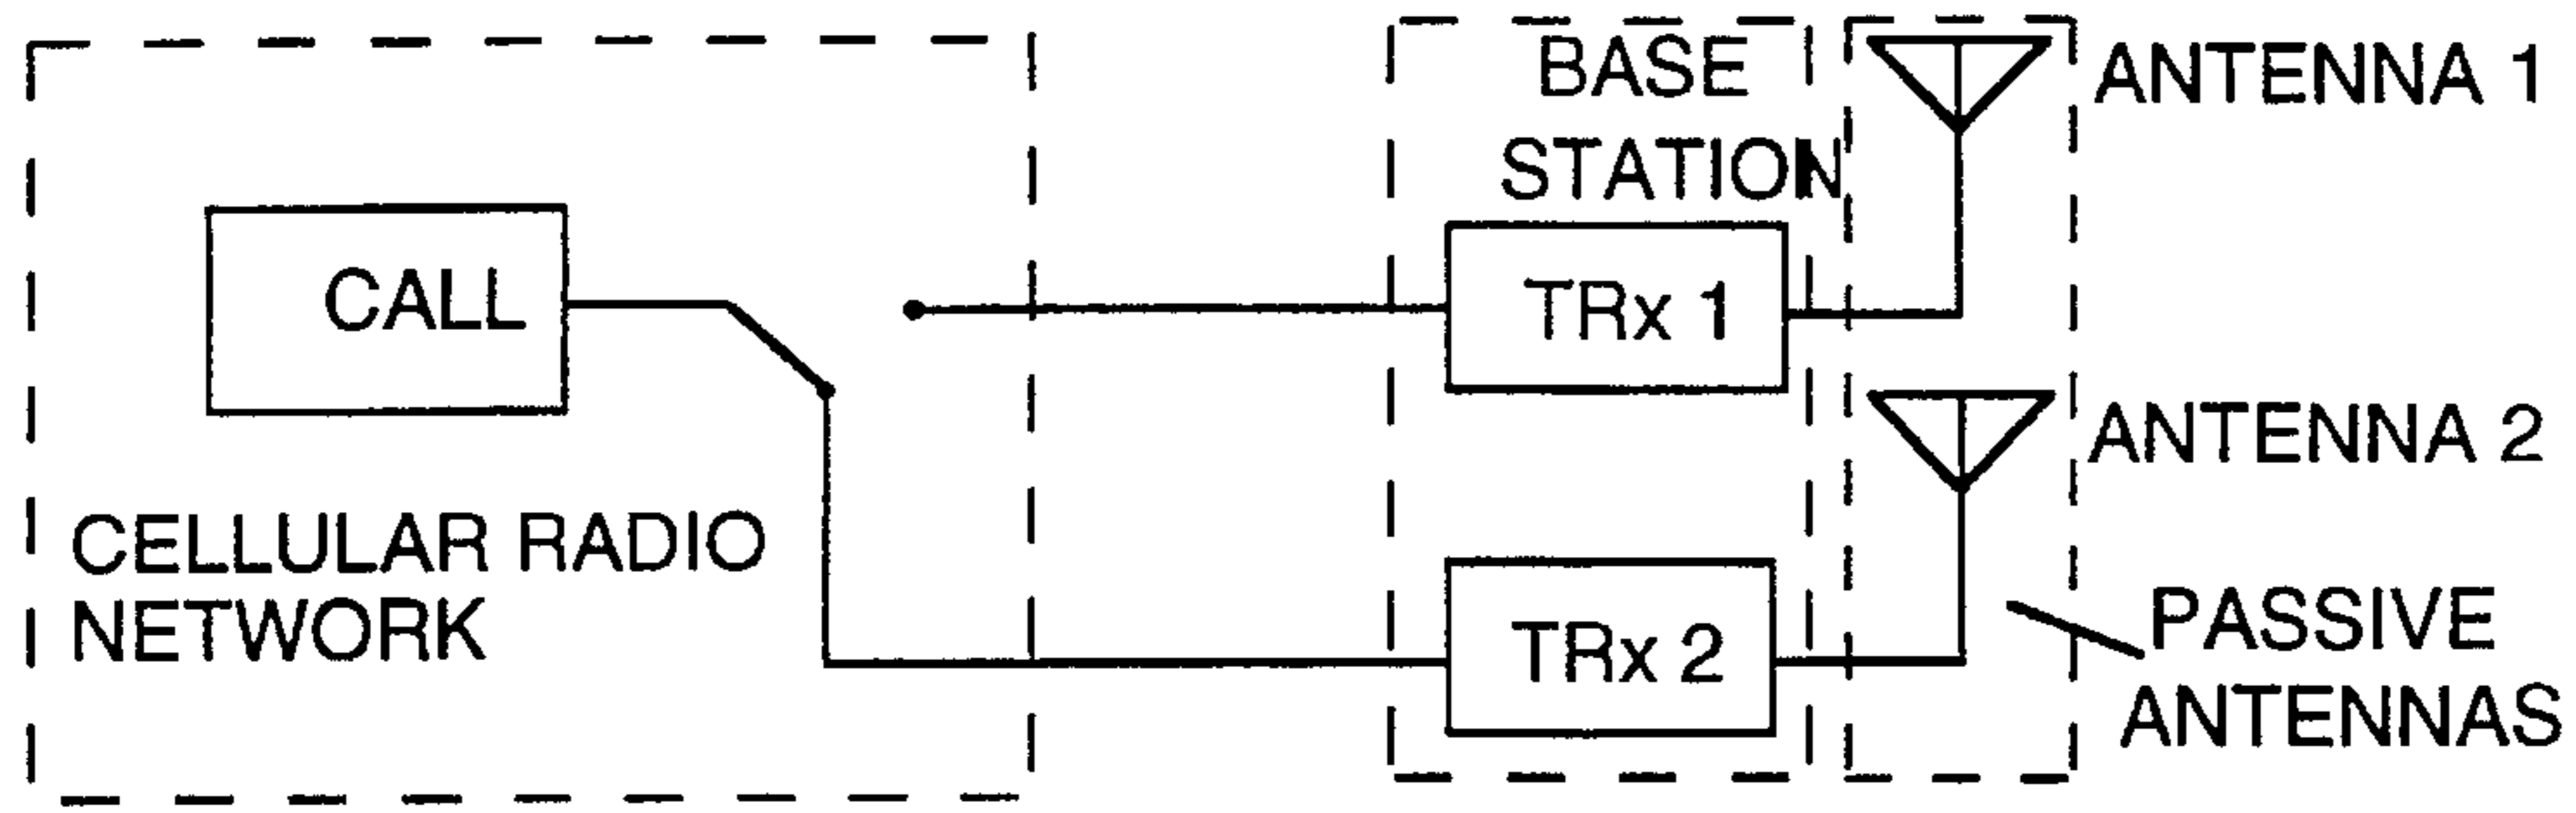 BASE
STATION
ANTENNA 1
CALL
TRx 1
ANTENNA 2
CELLULAR RADIO
NETWORK
TRx 2
PASSIVE
ANTENNAS